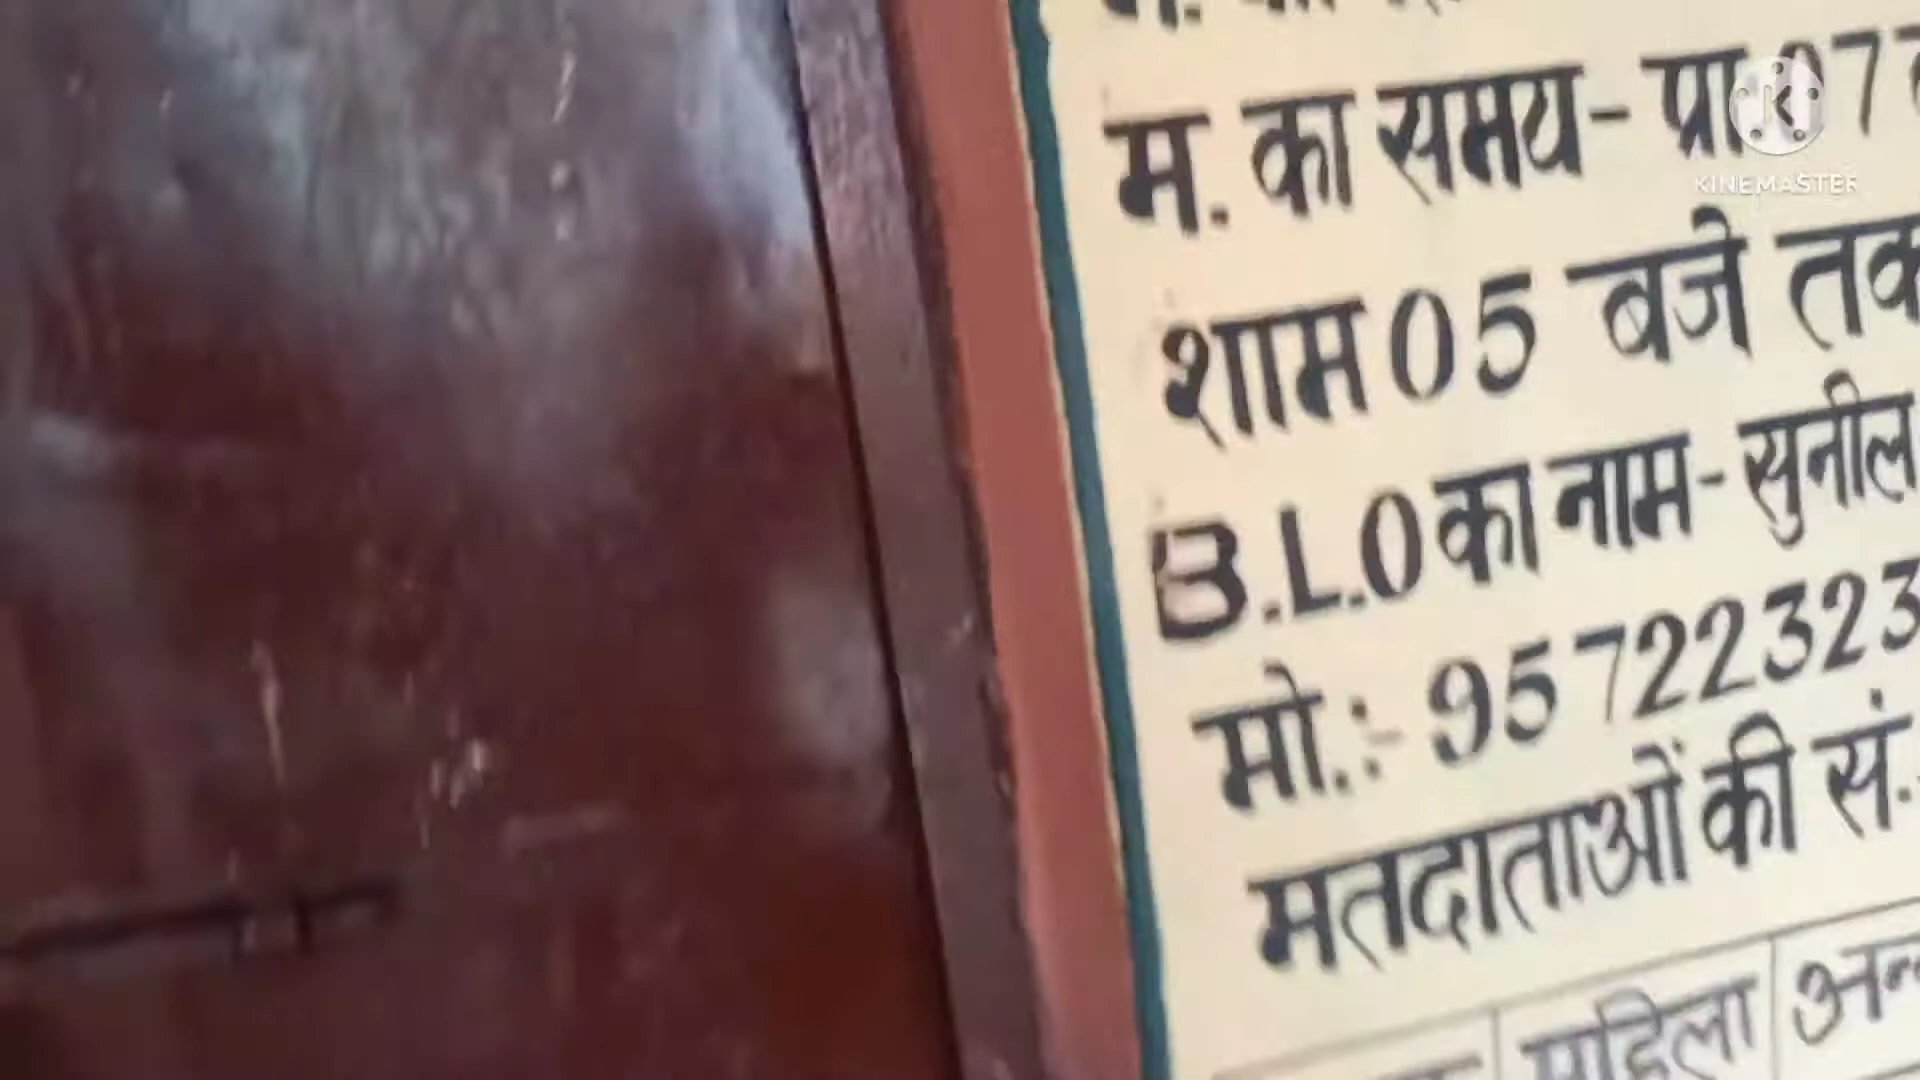 म. का समय - प्रा. 07
शाम 05 बजे तक
B.L.O का नाम - सुनील
मो.:- 95722323
मतदाताओं की सं.
महिला
KINEMASTER